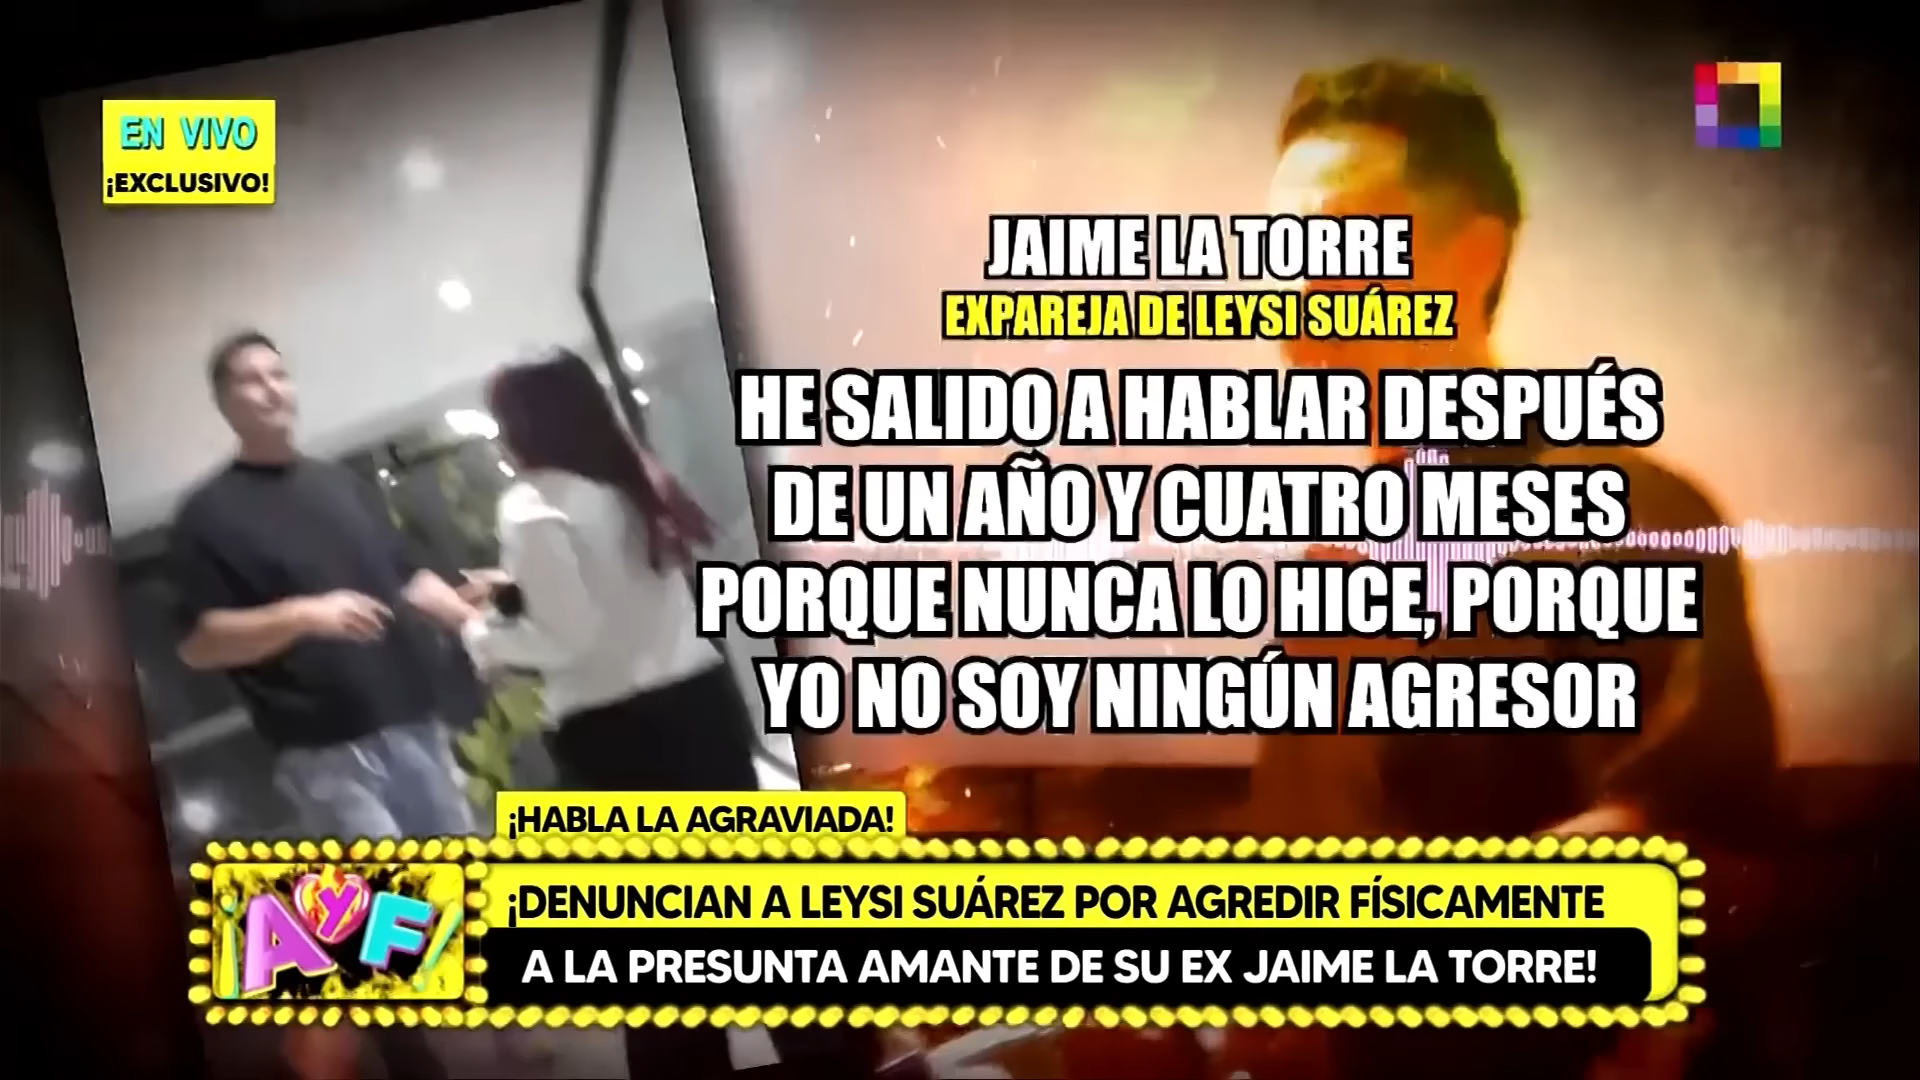 EN VIVO
¡EXCLUSIVO!
JAIME LA TORRE
EXPAREJA DE LEYSI SUÁREZ
HE SALIDO A HABLAR DESPUÉS
DE UN AÑO Y CUATRO MESES
PORQUE NUNCA LO HICE, PORQUE
YO NO SOY NINGÚN AGRESOR
¡HABLA LA AGRAVIADA!
¡AYF!
¡DENUNCIAN A LEYSI SUÁREZ POR AGREDIR FÍSICAMENTE
A LA PRESUNTA AMANTE DE SU EX JAIME LA TORRE!